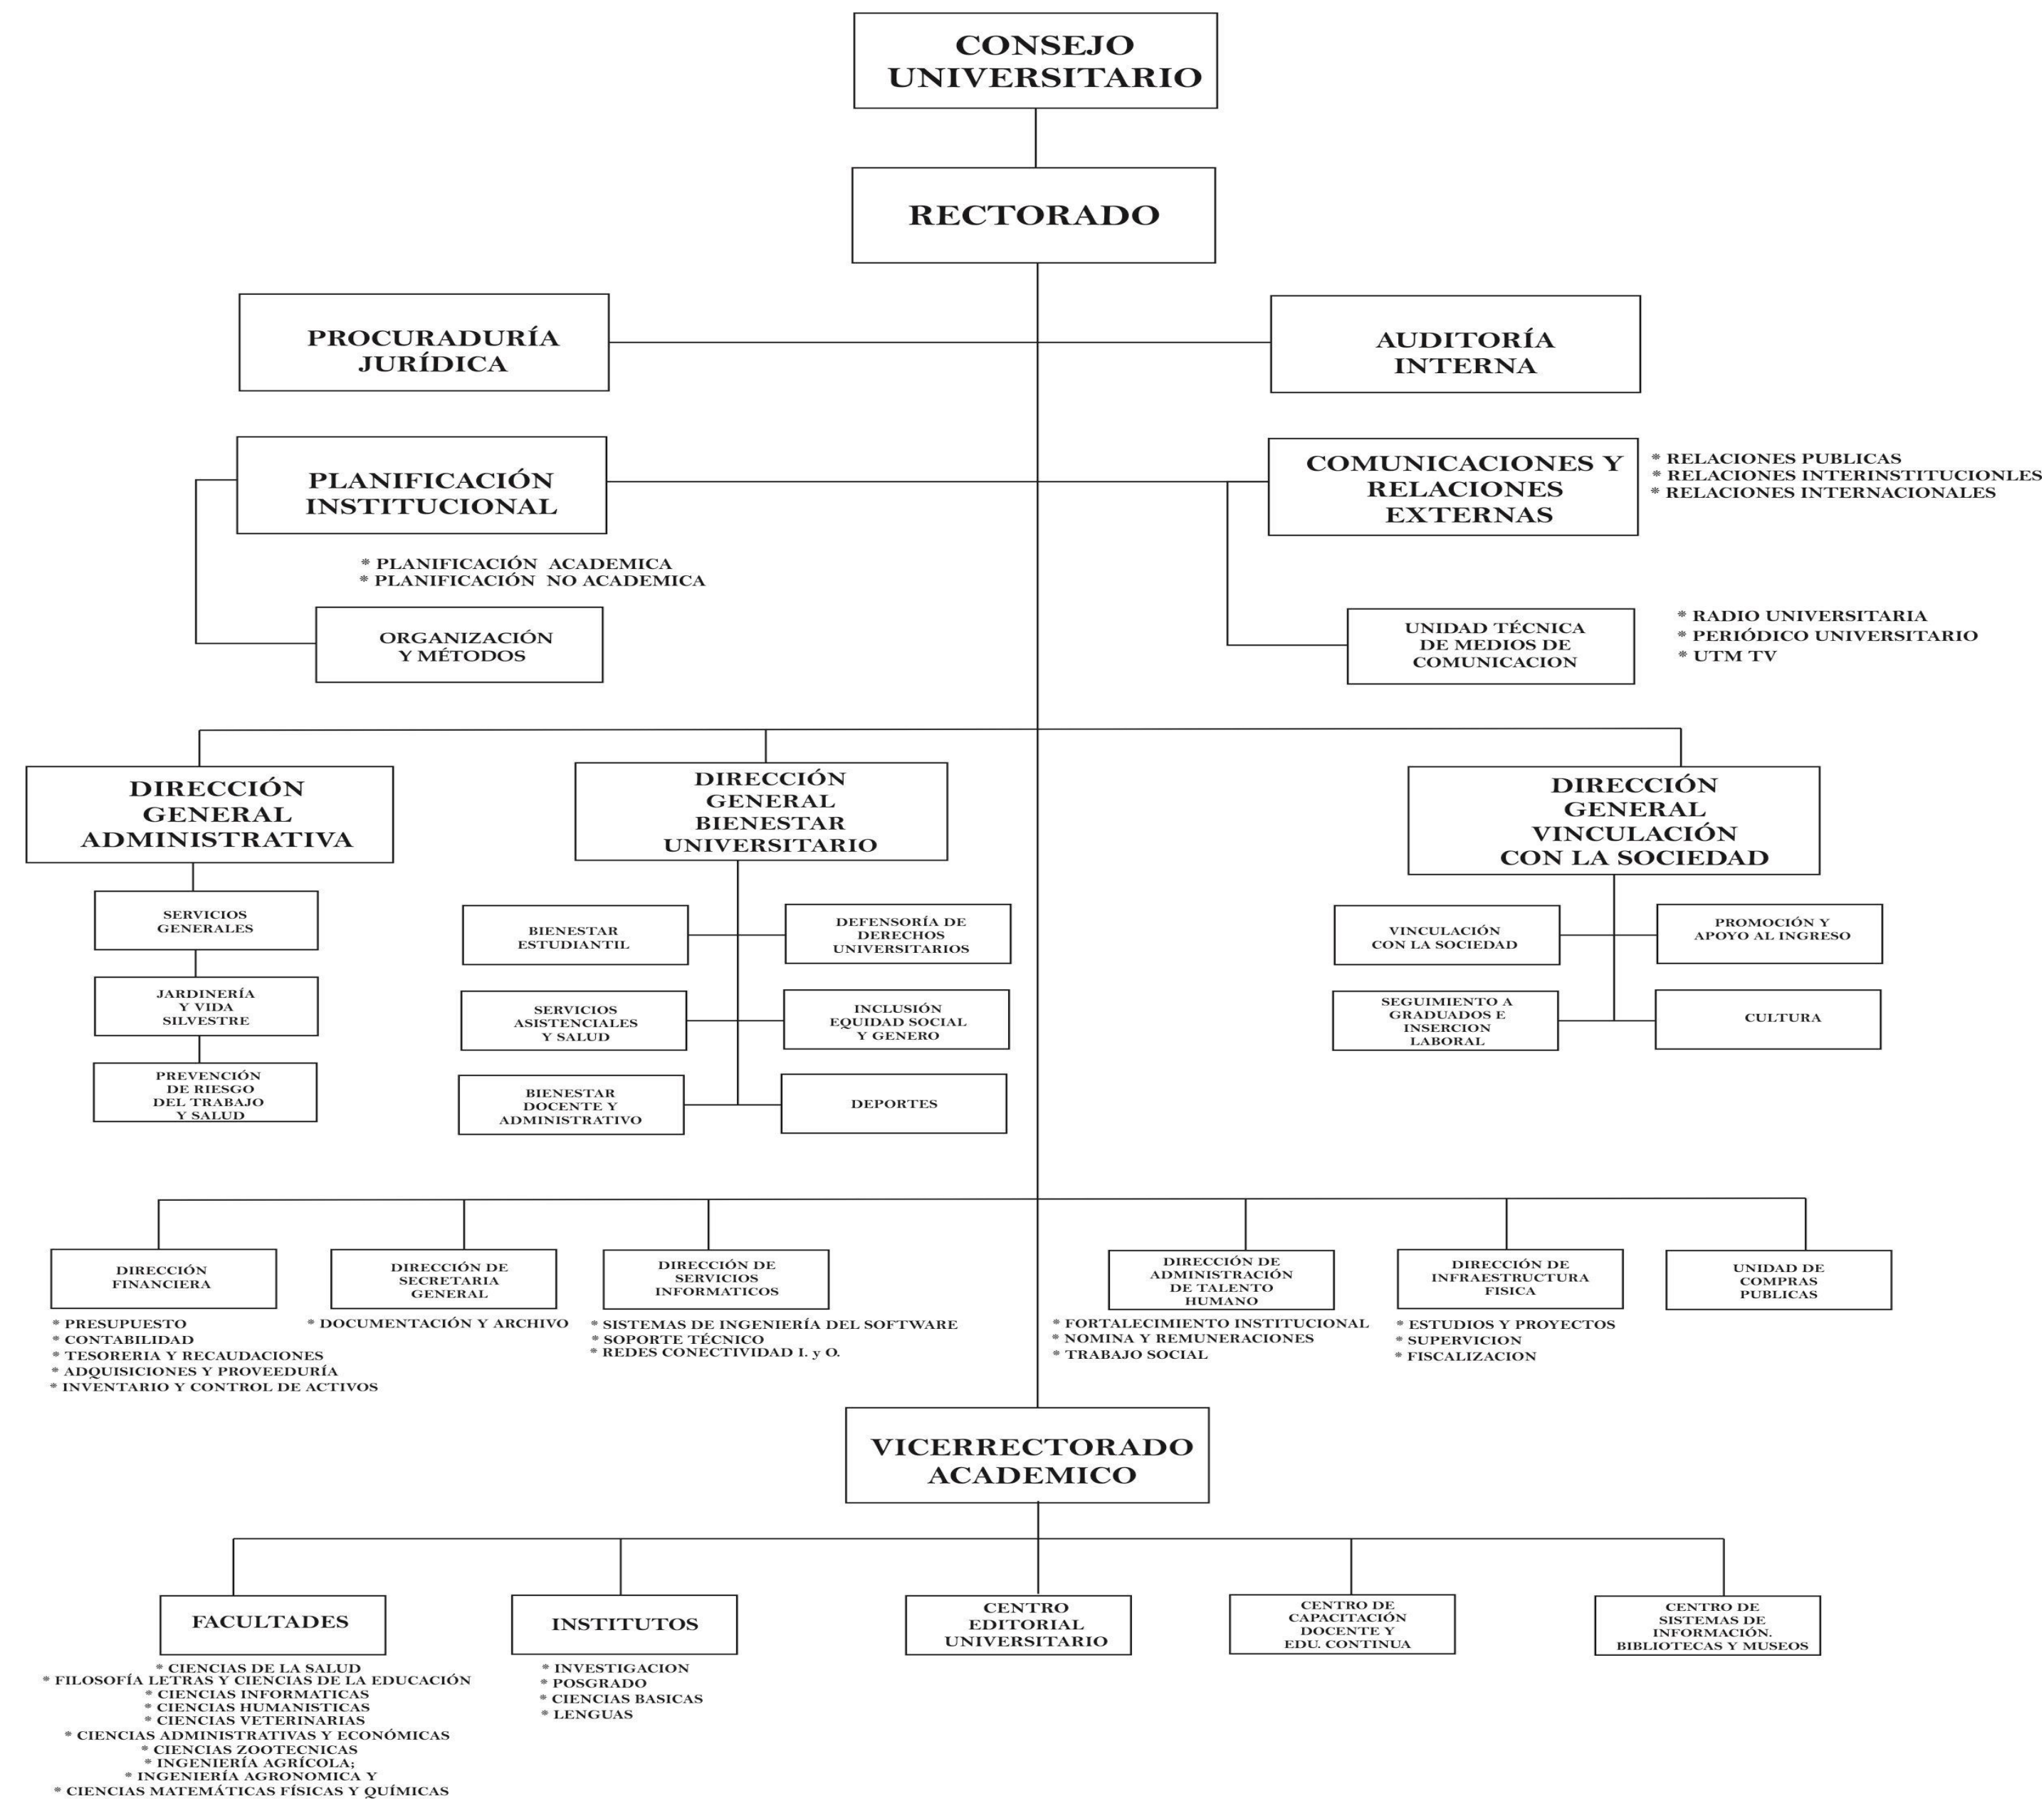 CONSEJO
UNIVERSITARIO
RECTORADO
PROCURADURÍA
JURÍDICA
AUDITORÍA
INTERNA
PLANIFICACIÓN
INSTITUCIONAL
* PLANIFICACIÓN ACADEMICA
* PLANIFICACIÓN NO ACADEMICA
ORGANIZACIÓN
Y MÉTODOS
COMUNICACIONES Y
RELACIONES
EXTERNAS
* RELACIONES PUBLICAS
* RELACIONES INTERINSTITUCIONLES
* RELACIONES INTERNACIONALES
UNIDAD TÉCNICA
DE MEDIOS DE
COMUNICACION
* RADIO UNIVERSITARIA
* PERIÓDICO UNIVERSITARIO
* UTM TV
DIRECCIÓN
GENERAL
ADMINISTRATIVA
SERVICIOS
GENERALES
JARDINERÍA
Y VIDA
SILVESTRE
PREVENCIÓN
DE RIESGO
DEL TRABAJO
Y SALUD
DIRECCIÓN
GENERAL
BIENESTAR
UNIVERSITARIO
BIENESTAR
ESTUDIANTIL
DEFENSORÍA DE
DERECHOS
UNIVERSITARIOS
SERVICIOS
ASISTENCIALES
Y SALUD
INCLUSIÓN
EQUIDAD SOCIAL
Y GENERO
BIENESTAR
DOCENTE Y
ADMINISTRATIVO
DEPORTES
DIRECCIÓN
GENERAL
VINCULACIÓN
CON LA SOCIEDAD
VINCULACIÓN
CON LA SOCIEDAD
PROMOCIÓN Y
APOYO AL INGRESO
SEGUIMIENTO A
GRADUADOS E
INSERCION
LABORAL
CULTURA
DIRECCIÓN
FINANCIERA
* PRESUPUESTO
* CONTABILIDAD
* TESORERIA Y RECAUDACIONES
* ADQUISICIONES Y PROVEEDURÍA
* INVENTARIO Y CONTROL DE ACTIVOS
DIRECCIÓN DE
SECRETARIA
GENERAL
* DOCUMENTACIÓN Y ARCHIVO
DIRECCIÓN DE
SERVICIOS
INFORMATICOS
* SISTEMAS DE INGENIERÍA DEL SOFTWARE
* SOPORTE TÉCNICO
* REDES CONECTIVIDAD I. y O.
DIRECCIÓN DE
ADMINISTRACIÓN
DE TALENTO
HUMANO
* FORTALECIMIENTO INSTITUCIONAL
* NOMINA Y REMUNERACIONES
* TRABAJO SOCIAL
DIRECCIÓN DE
INFRAESTRUCTURA
FISICA
* ESTUDIOS Y PROYECTOS
* SUPERVICION
* FISCALIZACION
UNIDAD DE
COMPRAS
PUBLICAS
VICERRECTORADO
ACADEMICO
FACULTADES
* CIENCIAS DE LA SALUD
* FILOSOFÍA LETRAS Y CIENCIAS DE LA EDUCACIÓN
* CIENCIAS INFORMATICAS
* CIENCIAS HUMANISTICAS
* CIENCIAS VETERINARIAS
* CIENCIAS ADMINISTRATIVAS Y ECONÓMICAS
* CIENCIAS ZOOTECNICAS
* INGENIERÍA AGRÍCOLA;
* INGENIERÍA AGRONOMICA Y
* CIENCIAS MATEMÁTICAS FÍSICAS Y QUÍMICAS
INSTITUTOS
* INVESTIGACION
* POSGRADO
* CIENCIAS BASICAS
* LENGUAS
CENTRO
EDITORIAL
UNIVERSITARIO
CENTRO DE
CAPACITACIÓN
DOCENTE Y
EDU. CONTINUA
CENTRO DE
SISTEMAS DE
INFORMACIÓN.
BIBLIOTECAS Y MUSEOS